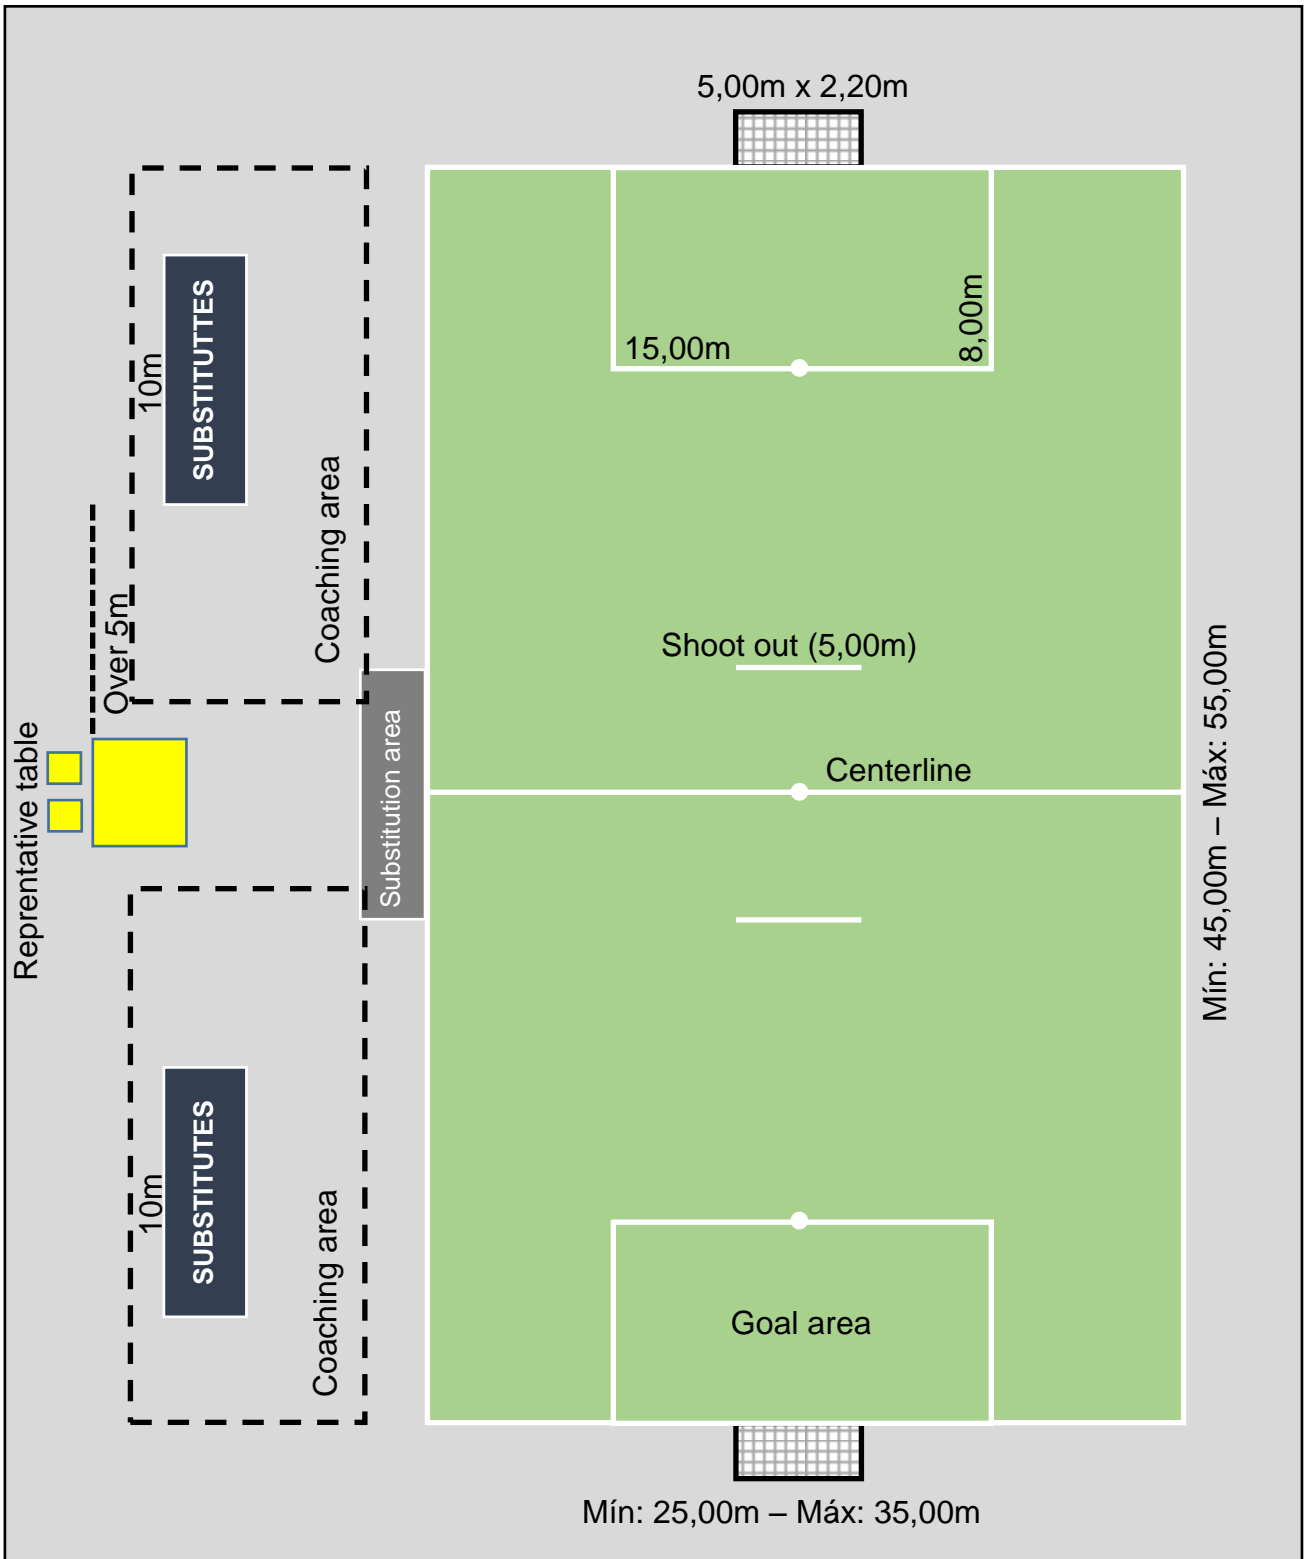 5,00m x 2,20m
SUBSTITUTTES
10m
15,00m
8,00m
Coaching area
Over 5m
Shoot out (5,00m)
Reprentative table
Substitution area
Centerline
Mín: 45,00m – Máx: 55,00m
SUBSTITUTES
10m
Coaching area
Goal area
Mín: 25,00m – Máx: 35,00m